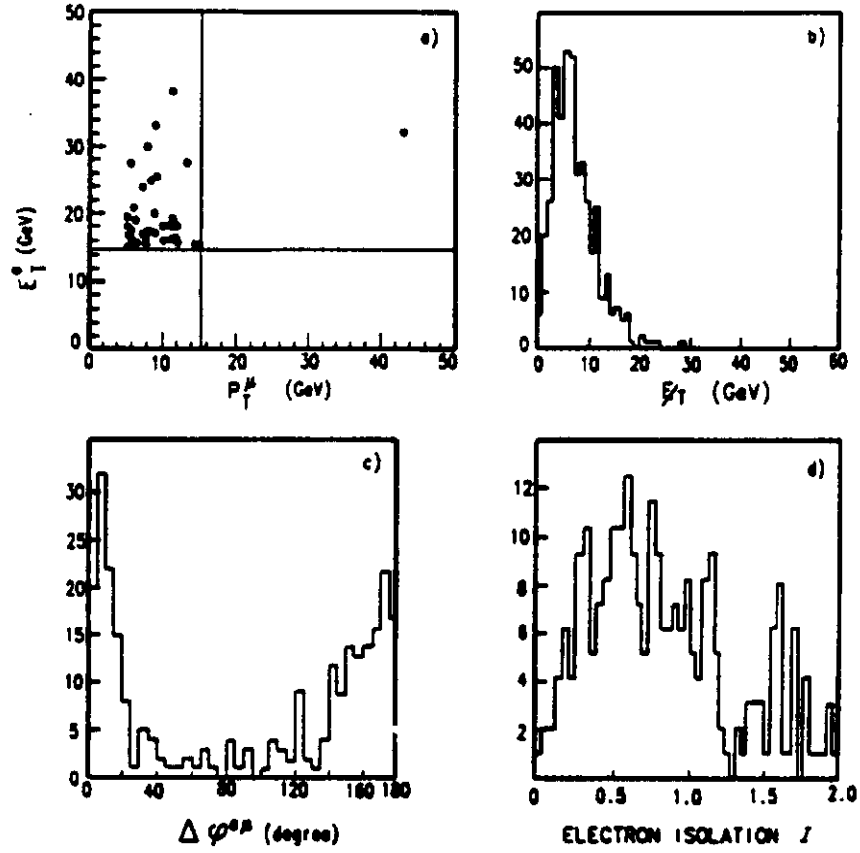 a)
50
40
30
20
10
0
E_T^e (GeV)
0 10 20 30 40 50
P_T^μ (GeV)
b)
50
40
30
20
10
0
0 10 20 30 40 50 60
E̸_T (GeV)
c)
30
25
20
15
10
5
0
0 40 80 120 160 180
Δ φ^eμ (degree)
d)
12
10
8
6
4
2
0 0.5 1.0 1.5 2.0
ELECTRON ISOLATION I